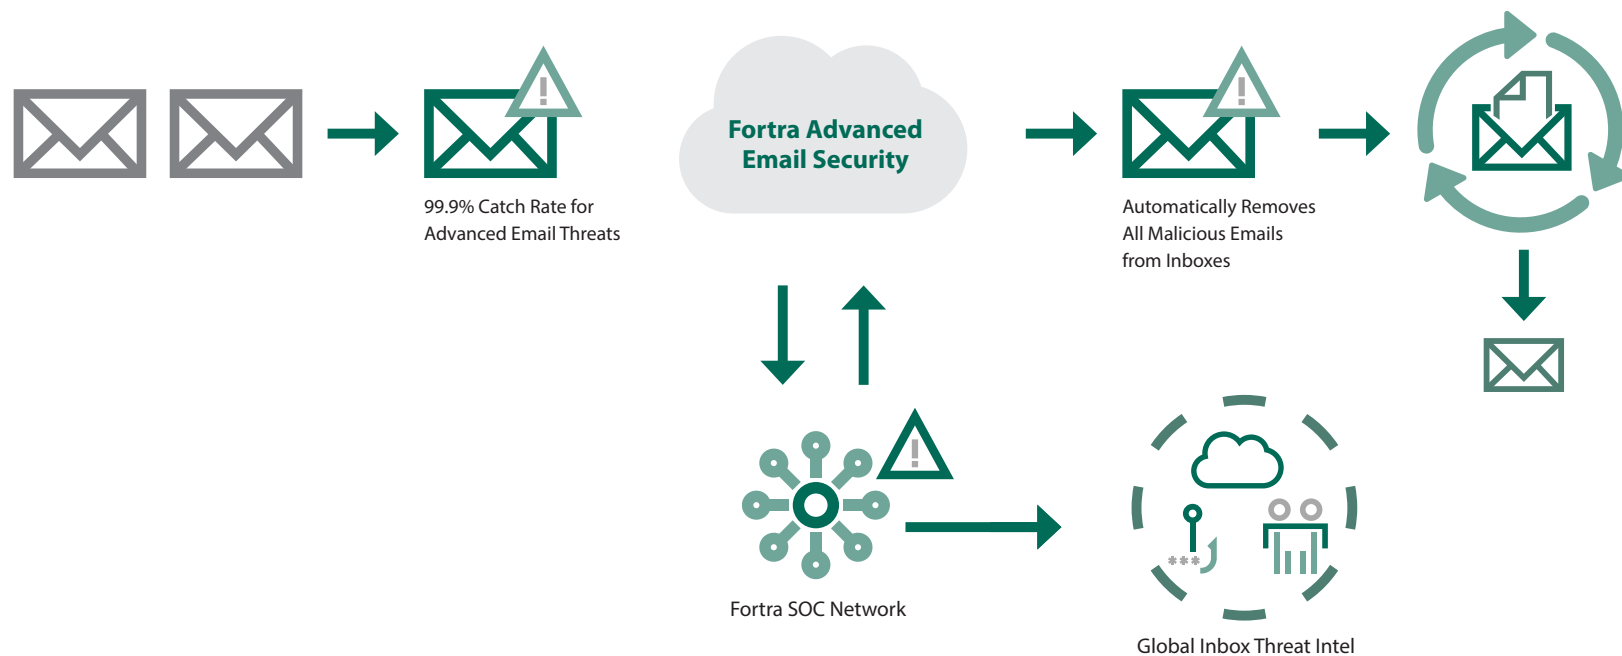 Fortra Advanced
Email Security
99.9% Catch Rate for
Advanced Email Threats
Automatically Removes
All Malicious Emails
from Inboxes
***
Fortra SOC Network
Global Inbox Threat Intel